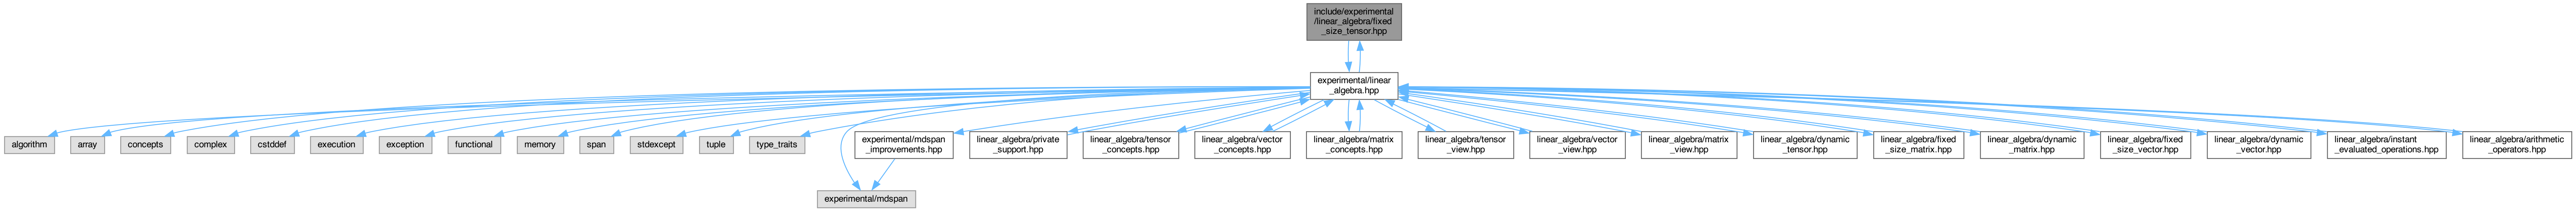 include/experimental
/linear_algebra/fixed
_size_tensor.hpp
experimental/linear
_algebra.hpp
algorithm
array
concepts
complex
cstddef
execution
exception
functional
memory
span
stdexcept
tuple
type_traits
experimental/mdspan
_improvements.hpp
linear_algebra/private
_support.hpp
linear_algebra/tensor
_concepts.hpp
linear_algebra/vector
_concepts.hpp
linear_algebra/matrix
_concepts.hpp
linear_algebra/tensor
_view.hpp
linear_algebra/vector
_view.hpp
linear_algebra/matrix
_view.hpp
linear_algebra/dynamic
_tensor.hpp
linear_algebra/fixed
_size_matrix.hpp
linear_algebra/dynamic
_matrix.hpp
linear_algebra/fixed
_size_vector.hpp
linear_algebra/dynamic
_vector.hpp
linear_algebra/instant
_evaluated_operations.hpp
linear_algebra/arithmetic
_operators.hpp
experimental/mdspan